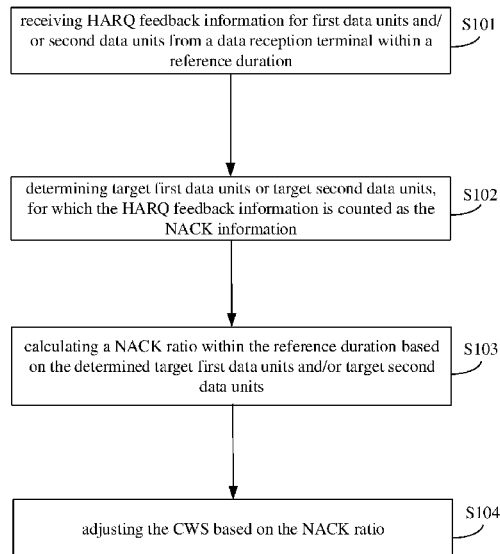 receiving HARQ feedback information for first data units and/
or second data units from a data reception terminal within a
reference duration
S101
determining target first data units or target second data units,
for which the HARQ feedback information is counted as the
NACK information
S102
calculating a NACK ratio within the reference duration based
on the determined target first data units and/or target second
data units
S103
adjusting the CWS based on the NACK ratio
S104